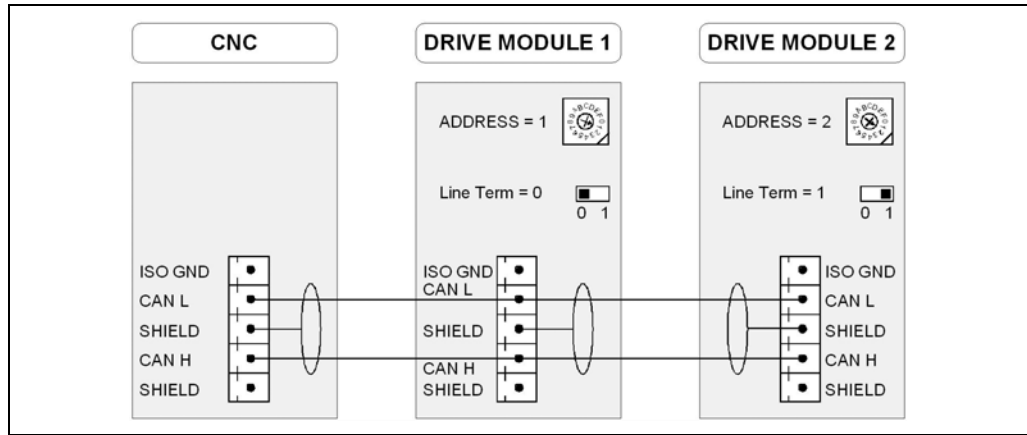 CNC
DRIVE MODULE 1
DRIVE MODULE 2
ADDRESS = 1
ADDRESS = 2
Line Term = 0
0 1
Line Term = 1
0 1
ISO GND
CAN L
SHIELD
CAN H
SHIELD
ISO GND
CAN L
SHIELD
CAN H
SHIELD
ISO GND
CAN L
SHIELD
CAN H
SHIELD